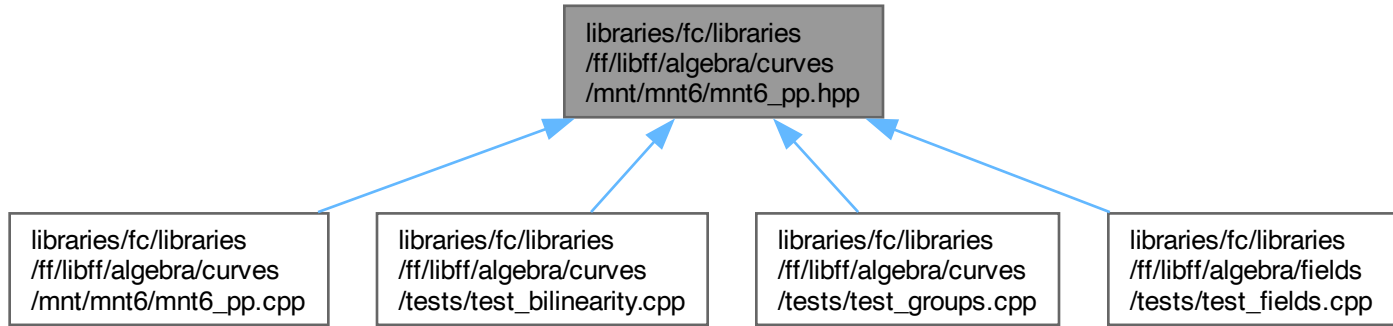 libraries/fc/libraries
/ff/libff/algebra/curves
/mnt/mnt6/mnt6_pp.hpp
libraries/fc/libraries
/ff/libff/algebra/curves
/mnt/mnt6/mnt6_pp.cpp
libraries/fc/libraries
/ff/libff/algebra/curves
/tests/test_bilinearity.cpp
libraries/fc/libraries
/ff/libff/algebra/curves
/tests/test_groups.cpp
libraries/fc/libraries
/ff/libff/algebra/fields
/tests/test_fields.cpp